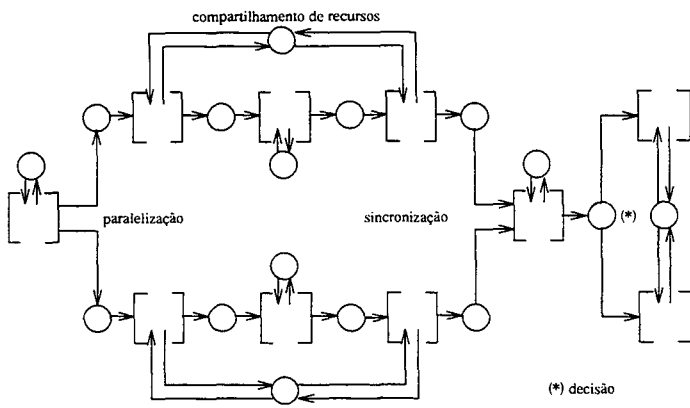 compartilhamento de recursos
paralelização
sincronização
(*)
(*) decisão